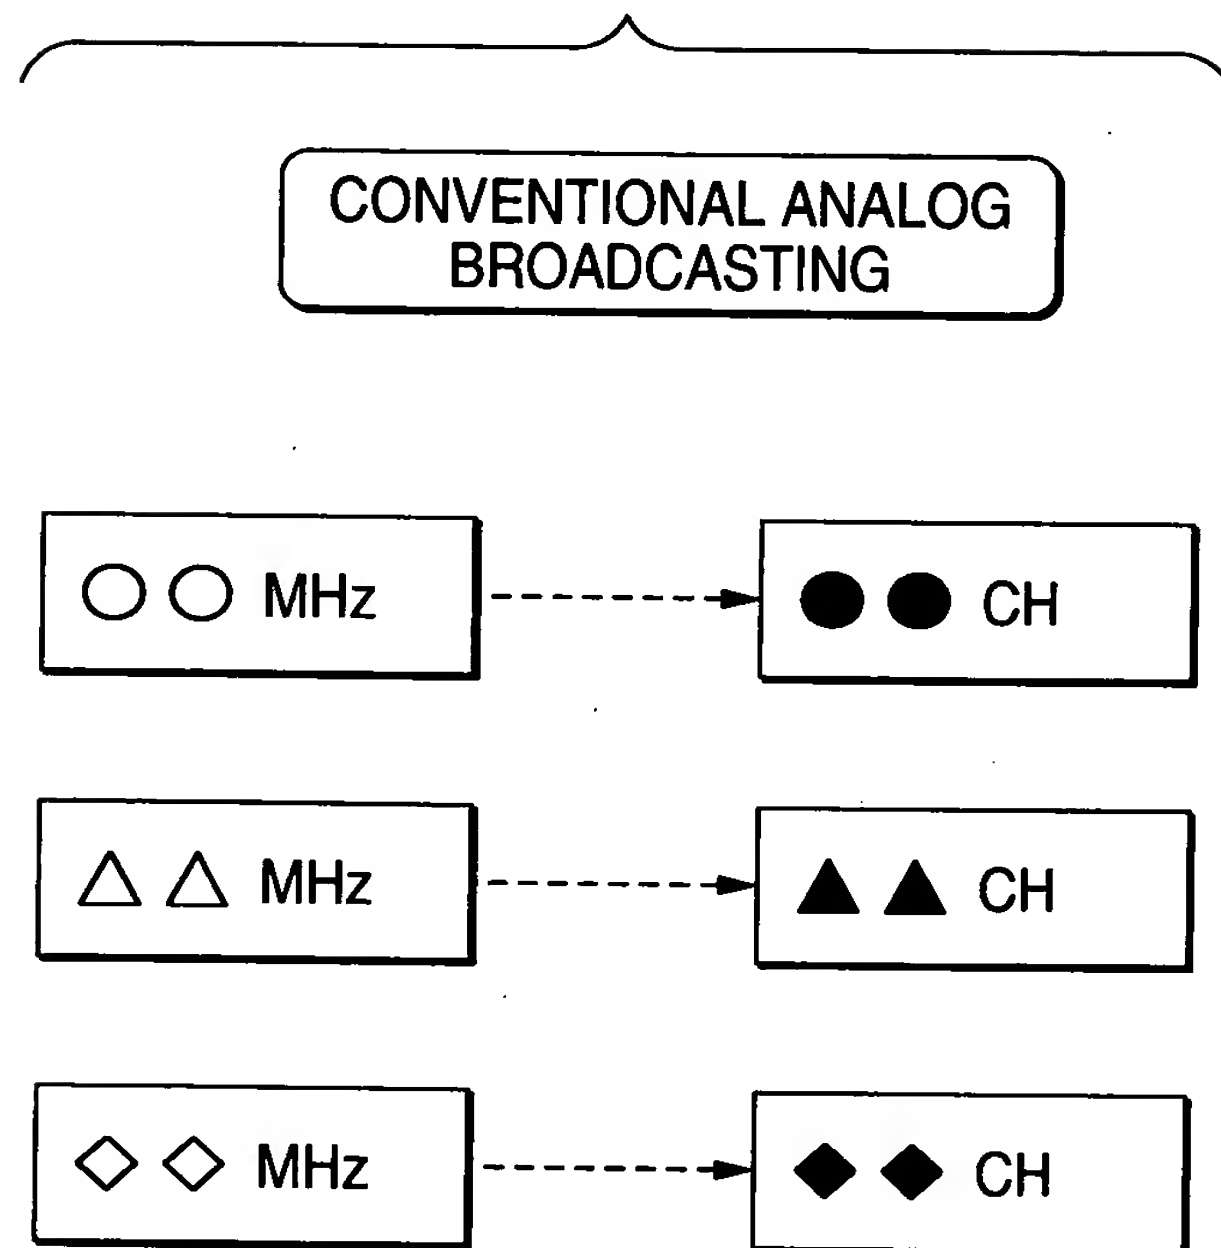 CONVENTIONAL ANALOG
BROADCASTING
○○ MHz
●● CH
△△ MHz
▲▲ CH
◇◇ MHz
◆◆ CH